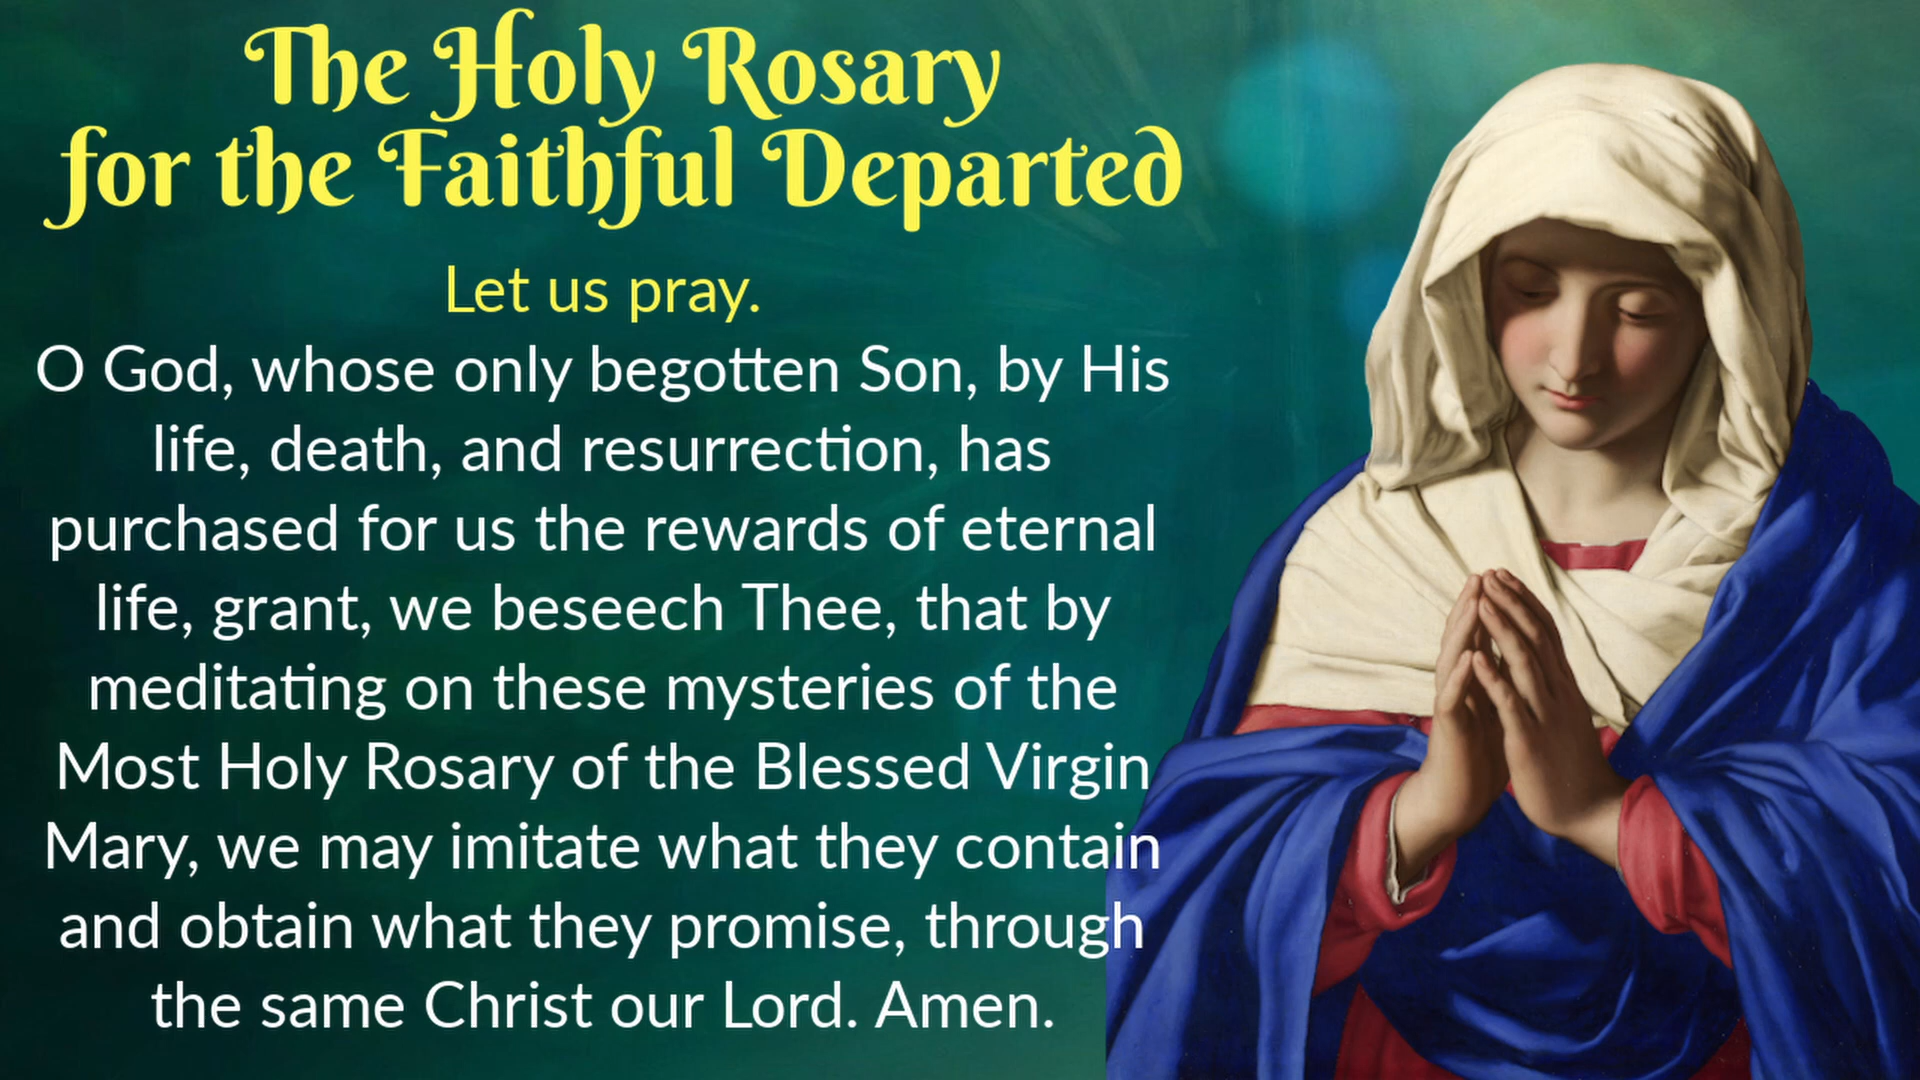 The Holy Rosary
for the Faithful Departed
Let us pray.
O God, whose only begotten Son, by His
life, death, and resurrection, has
purchased for us the rewards of eternal
life, grant, we beseech Thee, that by
meditating on these mysteries of the
Most Holy Rosary of the Blessed Virgin
Mary, we may imitate what they contain
and obtain what they promise, through
the same Christ our Lord. Amen.